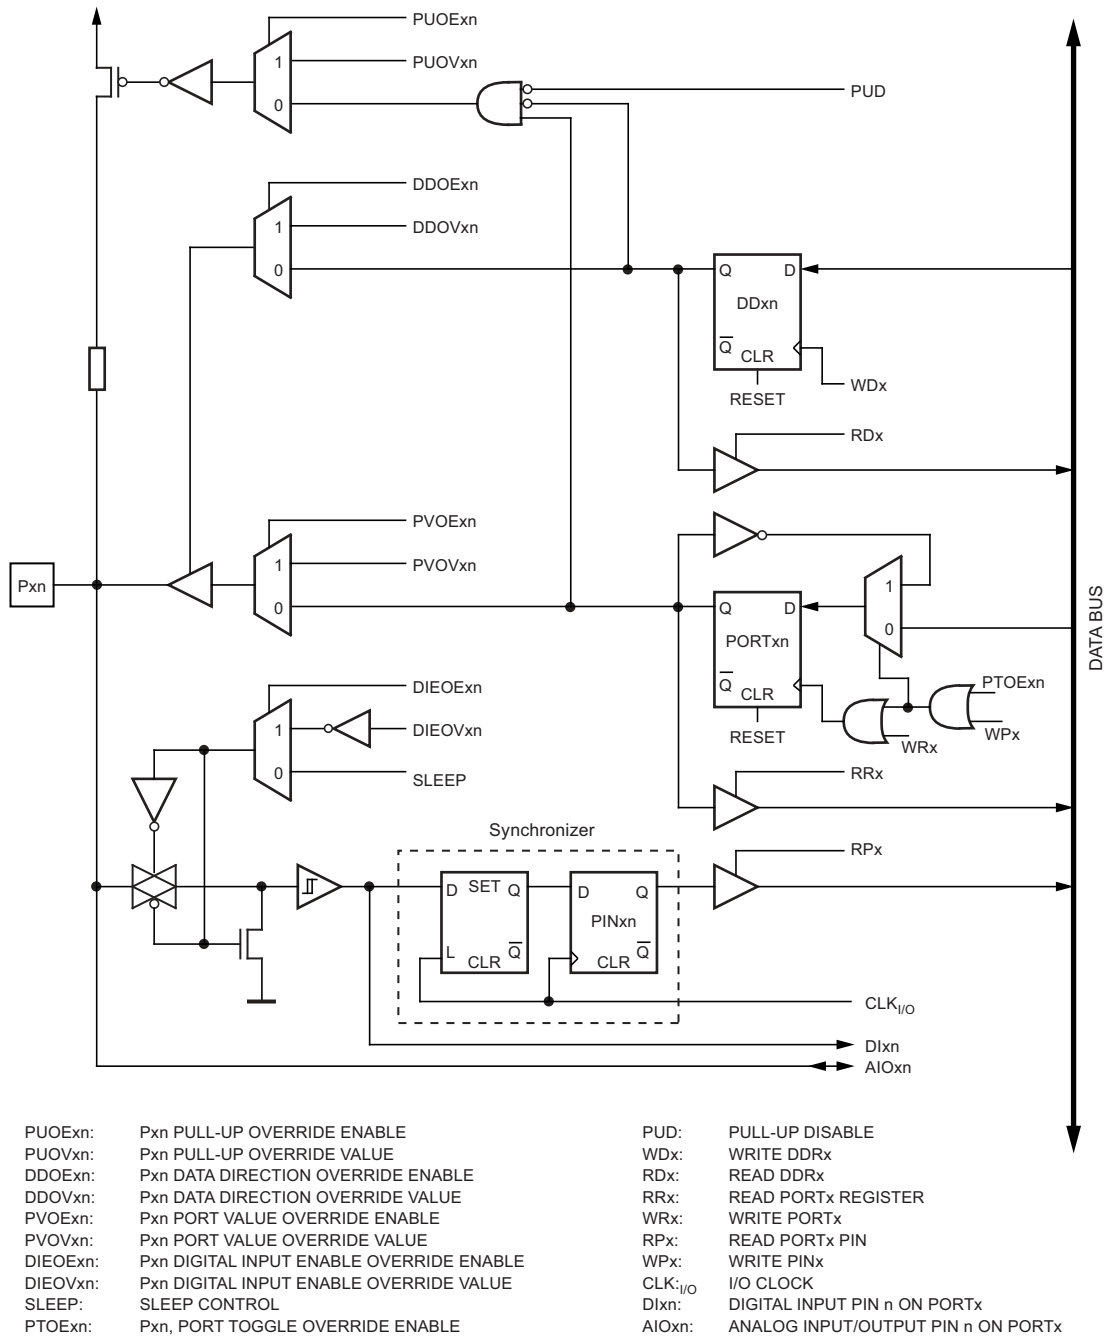 PUOExn
1
PUOVxn
0
PUD
DDOExn
1
DDOVxn
0
Q D
DDxn
Q
CLR
WDx
RESET
RDx
PVOExn
Pxn
1
PVOVxn
0
1
0
DATA BUS
Q D
PORTxn
Q
CLR
RESET
PTOExn
WPx
WRx
DIEOExn
1
DIEOVxn
0
SLEEP
RRx
Synchronizer
RPx
D SET Q
L CLR Q
D Q
PINxn
CLR Q
CLKI/O
DIxn
AIOxn
PUOExn: Pxn PULL-UP OVERRIDE ENABLE
PUOVxn: Pxn PULL-UP OVERRIDE VALUE
DDOExn: Pxn DATA DIRECTION OVERRIDE ENABLE
DDOVxn: Pxn DATA DIRECTION OVERRIDE VALUE
PVOExn: Pxn PORT VALUE OVERRIDE ENABLE
PVOVxn: Pxn PORT VALUE OVERRIDE VALUE
DIEOExn: Pxn DIGITAL INPUT ENABLE OVERRIDE ENABLE
DIEOVxn: Pxn DIGITAL INPUT ENABLE OVERRIDE VALUE
SLEEP: SLEEP CONTROL
PTOExn: Pxn, PORT TOGGLE OVERRIDE ENABLE
PUD: PULL-UP DISABLE
WDx: WRITE DDRx
RDx: READ DDRx
RRx: READ PORTx REGISTER
WRx: WRITE PORTx
RPx: READ PORTx PIN
WPx: WRITE PINx
CLK:I/O I/O CLOCK
DIxn: DIGITAL INPUT PIN n ON PORTx
AIOxn: ANALOG INPUT/OUTPUT PIN n ON PORTx